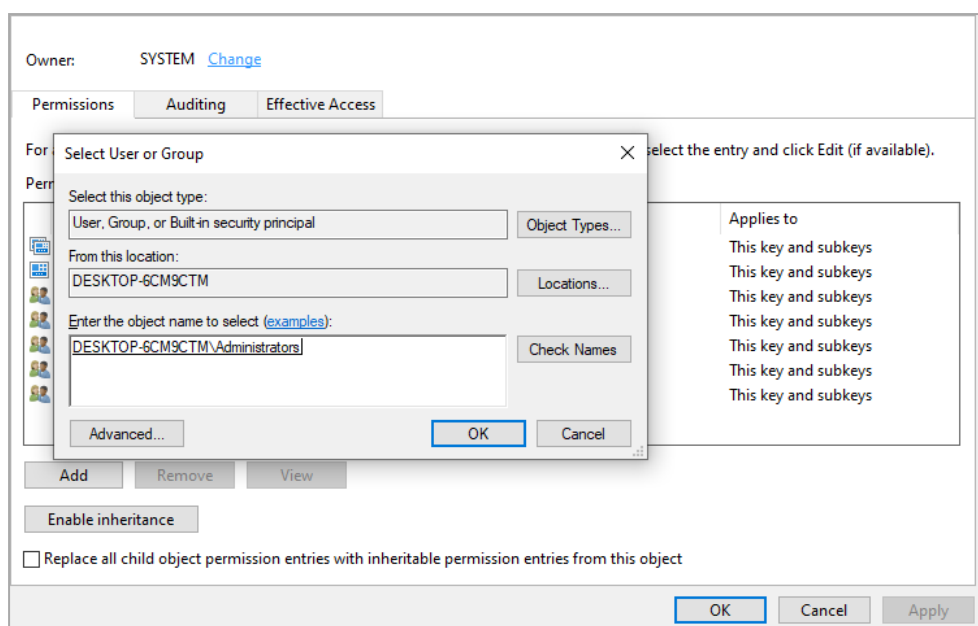 Owner: SYSTEM Change
Permissions Auditing Effective Access
For select the entry and click Edit (if available).
Select User or Group
Perr
Select this object type:
User, Group, or Built-in security principal Object Types...
From this location:
DESKTOP-6CM9CTM Locations...
Enter the object name to select (examples):
DESKTOP-6CM9CTM\Administrators Check Names
Advanced... OK Cancel
Applies to
This key and subkeys
This key and subkeys
This key and subkeys
This key and subkeys
This key and subkeys
This key and subkeys
This key and subkeys
Add Remove View
Enable inheritance
Replace all child object permission entries with inheritable permission entries from this object
OK Cancel Apply